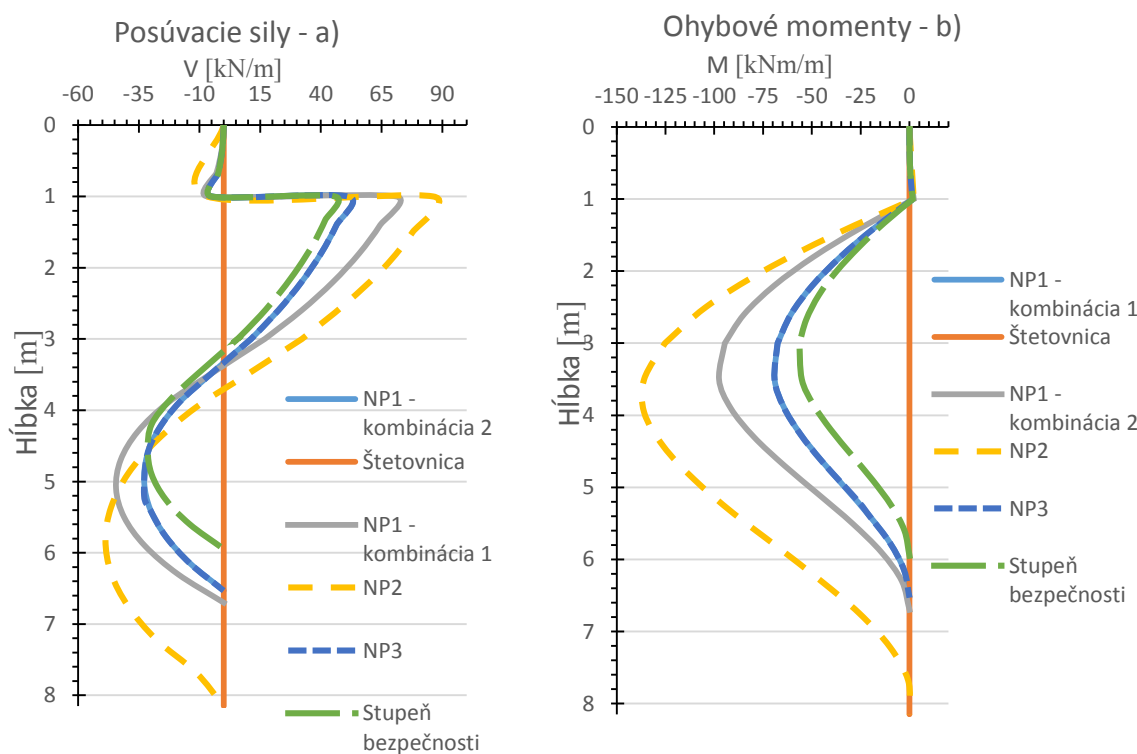 Posúvacie sily - a)
V [kN/m]
-60 -35 -10 15 40 65 90
0
1
2
3
4
5
6
7
8
Hĺbka [m]
NP1 -
kombinácia 2
Štetovnica
NP1 -
kombinácia 1
NP2
NP3
Stupeň
bezpečnosti
Ohybové momenty - b)
M [kNm/m]
-150 -125 -100 -75 -50 -25 0
0
1
2
3
4
5
6
7
8
Hĺbka [m]
NP1 -
kombinácia 1
Štetovnica
NP1 -
kombinácia 2
NP2
NP3
Stupeň
bezpečnosti